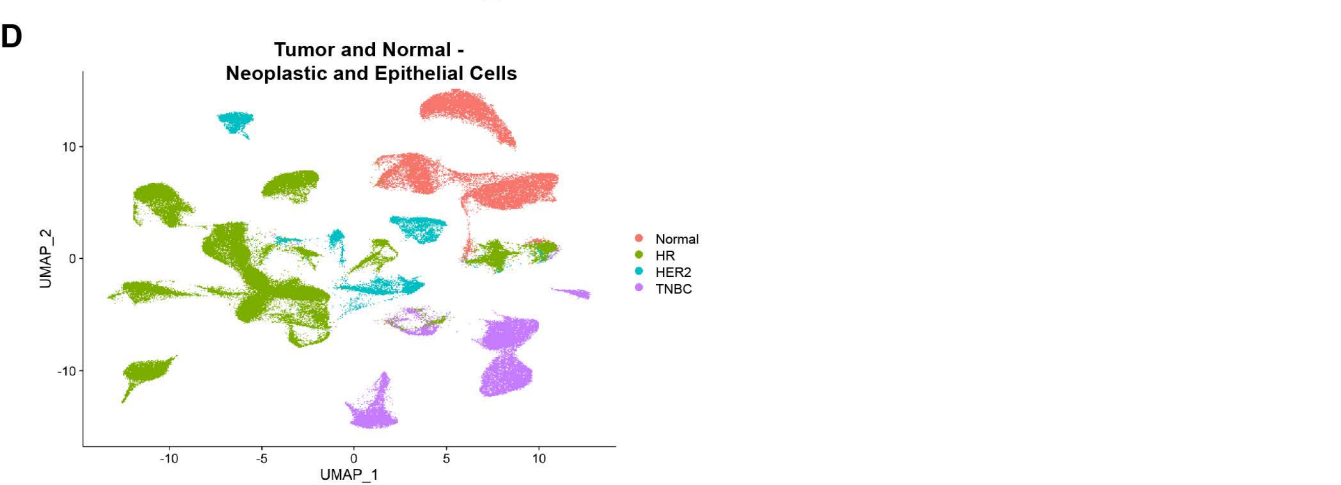 D
Tumor and Normal -
Neoplastic and Epithelial Cells
10
0
-10
UMAP_2
-10
-5
0
5
10
UMAP_1
Normal
HR
HER2
TNBC